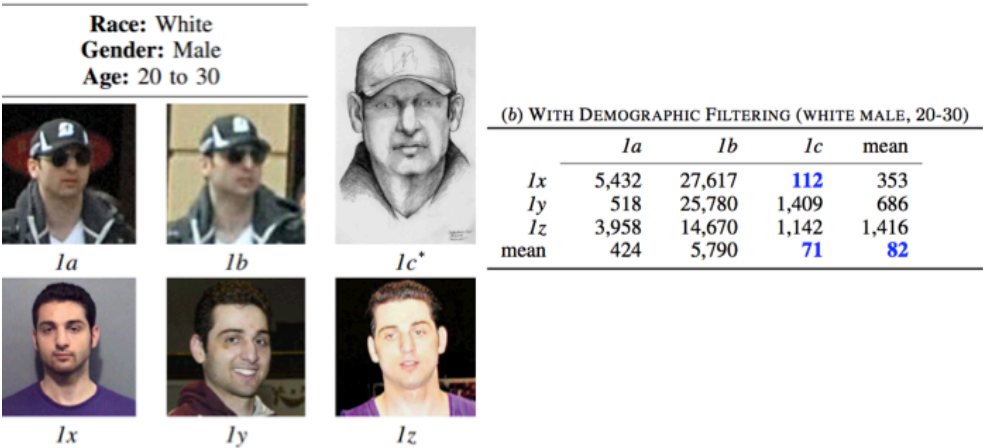 Race: White
Gender: Male
Age: 20 to 30
1a
1b
1c*
1x
1y
1z
(b) WITH DEMOGRAPHIC FILTERING (WHITE MALE, 20-30)
1a 1b 1c mean
1x 5,432 27,617 112 353
1y 518 25,780 1,409 686
1z 3,958 14,670 1,142 1,416
mean 424 5,790 71 82